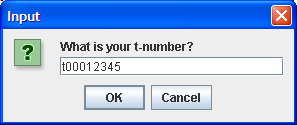 Input
What is your t-number?
t00012345
OK Cancel